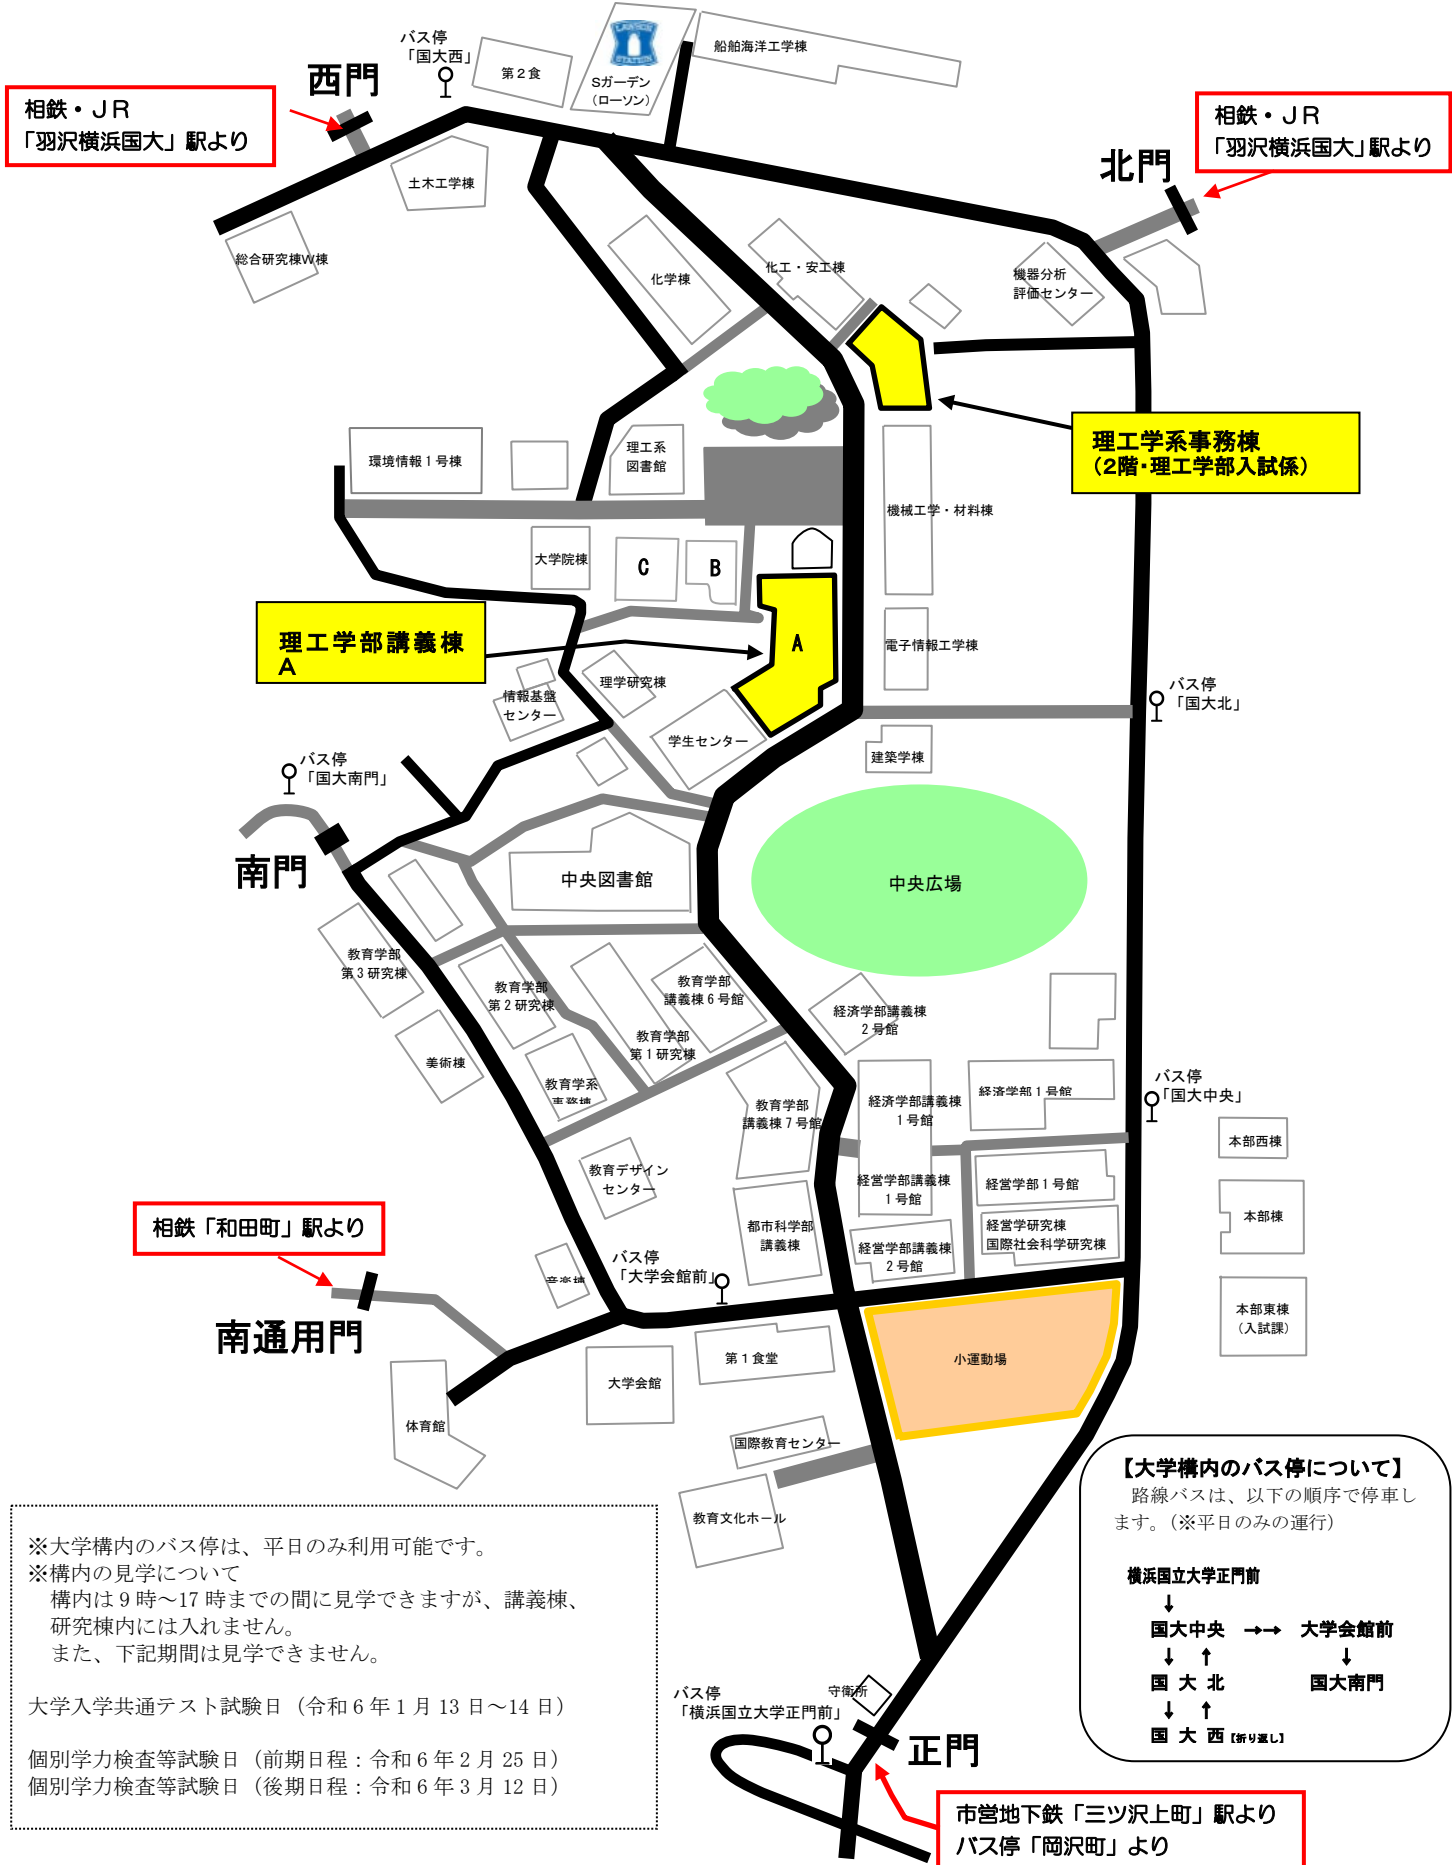 バス停
「国大西」
西門
相鉄・ＪＲ
「羽沢横浜国大」駅より
第２食
LAWSON
STATION
Sガーデン
（ローソン）
船舶海洋工学棟
相鉄・ＪＲ
「羽沢横浜国大」駅より
北門
土木工学棟
総合研究棟W棟
化学棟
化工・安工棟
機器分析
評価センター
理工学系事務棟
（2階・理工学部入試係）
環境情報１号棟
理工系
図書館
機械工学・材料棟
大学院棟
C
B
A
理工学部講義棟
A
電子情報工学棟
理学研究棟
情報基盤
センター
学生センター
バス停
「国大北」
建築学棟
バス停
「国大南門」
南門
中央図書館
中央広場
教育学部
第３研究棟
教育学部
第２研究棟
教育学部
講義棟６号館
教育学部
第１研究棟
経済学部講義棟
２号館
美術棟
教育学系
事務棟
教育学部
講義棟７号館
経済学部講義棟
１号館
経済学部１号館
バス停
「国大中央」
本部西棟
教育デザイン
センター
経営学部講義棟
１号館
経営学部１号館
本部棟
相鉄「和田町」駅より
都市科学部
講義棟
経営学研究棟
国際社会科学研究棟
経営学部講義棟
２号館
音楽棟
バス停
「大学会館前」
本部東棟
（入試課）
南通用門
第１食堂
小運動場
大学会館
体育館
国際教育センター
教育文化ホール
【大学構内のバス停について】
路線バスは、以下の順序で停車し
ます。（※平日のみの運行）
横浜国立大学正門前
↓
国大中央 →→ 大学会館前
↓ ↑ ↓
国 大 北 国大南門
↓ ↑
国 大 西【折り返し】
※大学構内のバス停は、平日のみ利用可能です。
※構内の見学について
構内は 9 時～17 時までの間に見学できますが、講義棟、
研究棟内には入れません。
また、下記期間は見学できません。
大学入学共通テスト試験日（令和 6 年 1 月 13 日～14 日）
個別学力検査等試験日（前期日程：令和 6 年 2 月 25 日）
個別学力検査等試験日（後期日程：令和 6 年 3 月 12 日）
守衛所
バス停
「横浜国立大学正門前」
正門
市営地下鉄「三ツ沢上町」駅より
バス停「岡沢町」より